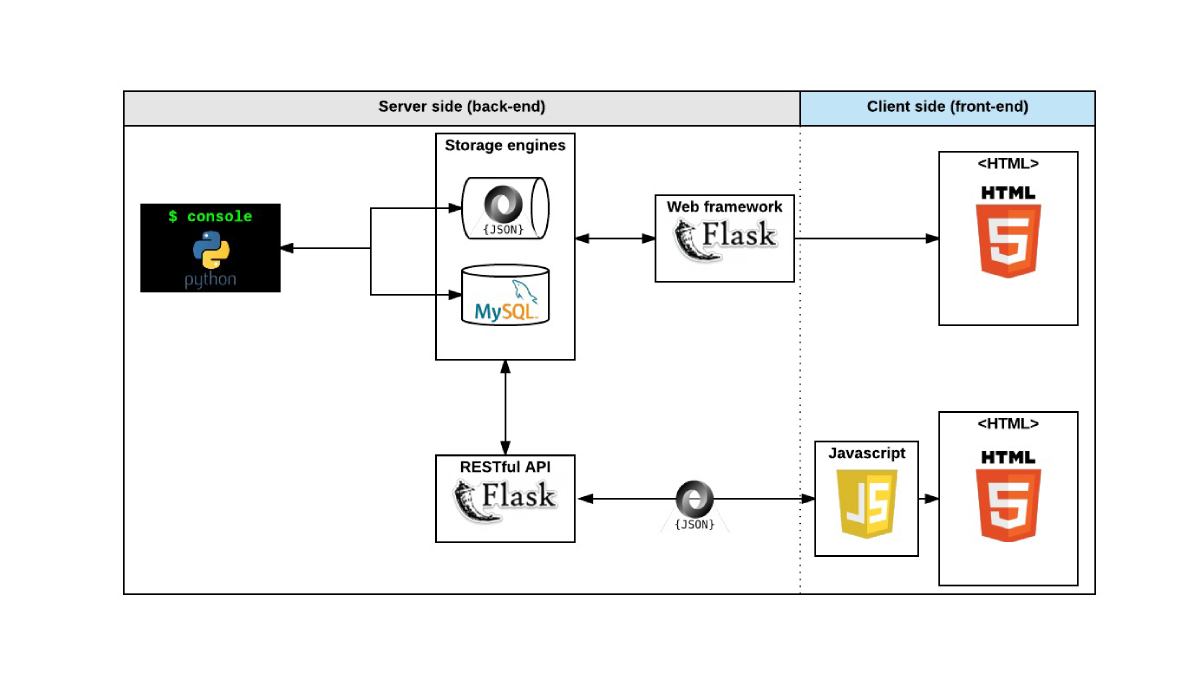 Server side (back-end)
Client side (front-end)
Storage engines
{JSON}
MySQL
$ console
python
Web framework
Flask
<HTML>
HTML
5
RESTful API
Flask
{JSON}
Javascript
JS
<HTML>
HTML
5